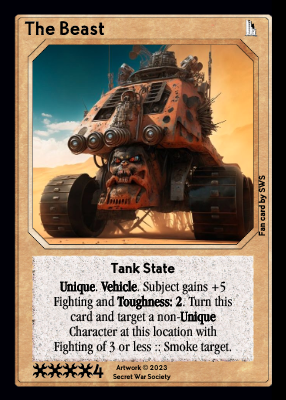 The Beast
Fan card by SWS
Tank State
Unique. Vehicle. Subject gains +5
Fighting and Toughness: 2. Turn this
card and target a non-Unique
Character at this location with
Fighting of 3 or less :: Smoke target.
4
Artwork © 2023
Secret War Society